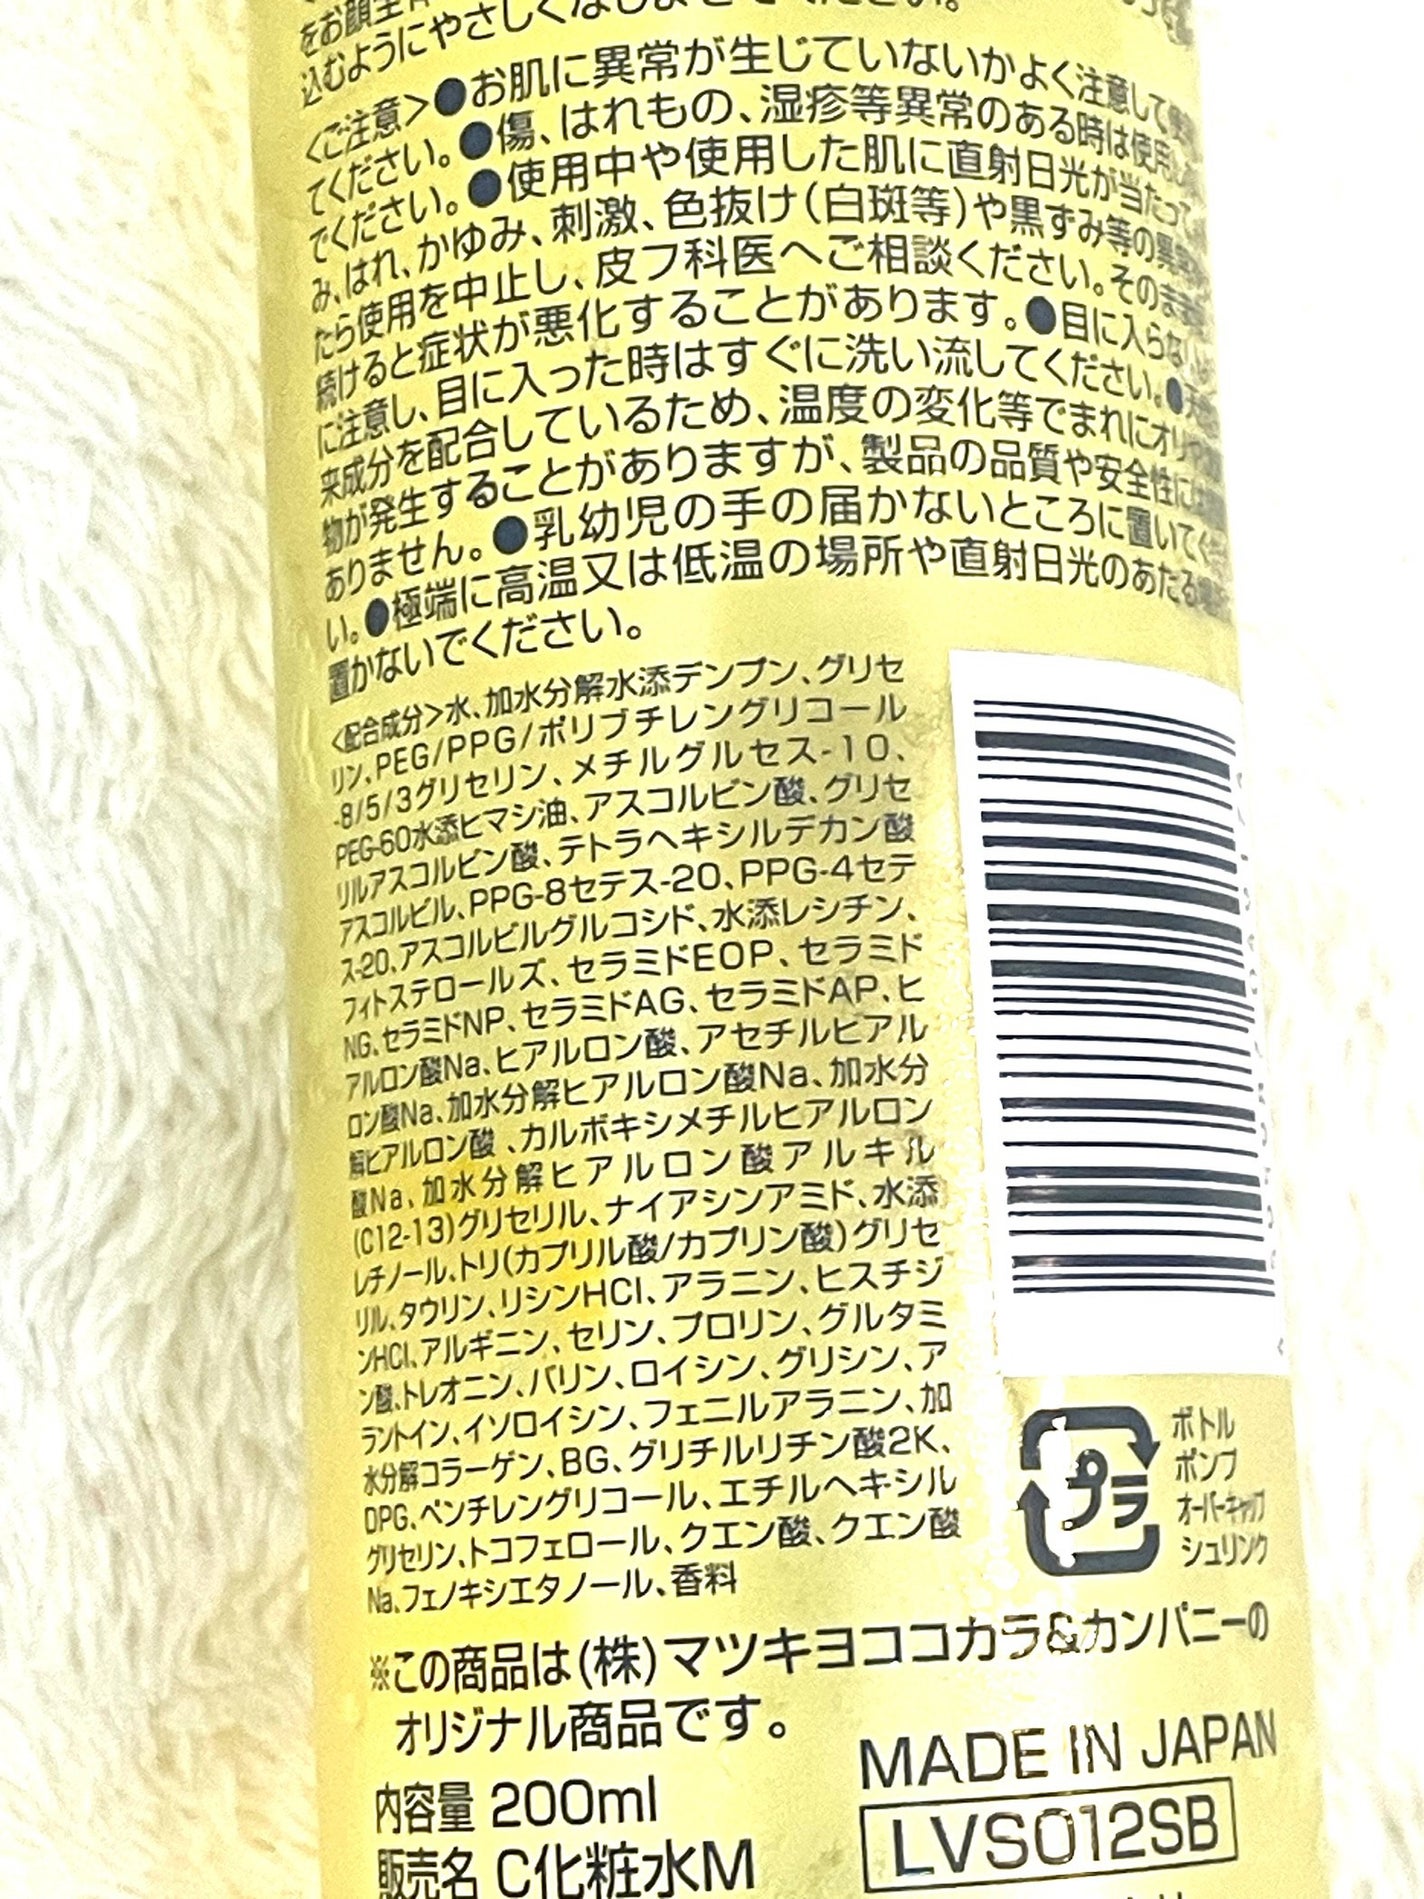 込むようにやさしくなじませてください。
<ご注意>●お肌に異常が生じていないかよく注意して使
てください。●傷、はれもの、湿疹等異常のある時は使用
でください。●使用中や使用した肌に直射日光が当たって
み、はれ、かゆみ、刺激、色抜け(白斑等)や黒ずみ等の異常
たら使用を中止し、皮フ科医へご相談ください。そのまま
続けると症状が悪化することがあります。●目に入らない
に注意し、目に入った時はすぐに洗い流してください。●天
来成分を配合しているため、温度の変化等でまれにオリや
物が発生することがありますが、製品の品質や安全性には
ありません。●乳幼児の手の届かないところに置いてくださ
い。●極端に高温又は低温の場所や直射日光のあたる場所
置かないでください。
<配合成分>水、加水分解水添デンプン、グリセ
リン、PEG/PPG/ポリブチレングリコール
-8/5/3グリセリン、メチルグルセス-10、
PEG-60水添ヒマシ油、アスコルビン酸、グリセ
リルアスコルビン酸、テトラヘキシルデカン酸
アスコルビル、PPG-8セテス-20、PPG-4セテ
ス-20、アスコルビルグルコシド、水添レシチン、
フィトステロールズ、セラミドEOP、セラミド
NG、セラミドNP、セラミドAG、セラミドAP、ヒ
アルロン酸Na、ヒアルロン酸、アセチルヒアル
ロン酸Na、加水分解ヒアルロン酸Na、加水分
解ヒアルロン酸 、カルボキシメチルヒアルロン
酸Na、加水分解ヒアルロン酸アルキル
(C12-13)グリセリル、ナイアシンアミド、水添
レチノール、トリ(カプリル酸/カプリン酸)グリセ
リル、タウリン、リシンHCl、アラニン、ヒスチジ
ンHCl、アルギニン、セリン、プロリン、グルタミ
ン酸、トレオニン、バリン、ロイシン、グリシン、ア
ラントイン、イソロイシン、フェニルアラニン、加
水分解コラーゲン、BG、グリチルリチン酸2K、
DPG、ペンチレングリコール、エチルヘキシル
グリセリン、トコフェロール、クエン酸、クエン酸
Na、フェノキシエタノール、香料
プラ
ボトル
ポンプ
オーバーキャップ
シュリンク
※この商品は(株)マツキヨココカラ&カンパニーの
オリジナル商品です。
内容量 200ml
販売名 C化粧水M
MADE IN JAPAN
LVS012SB